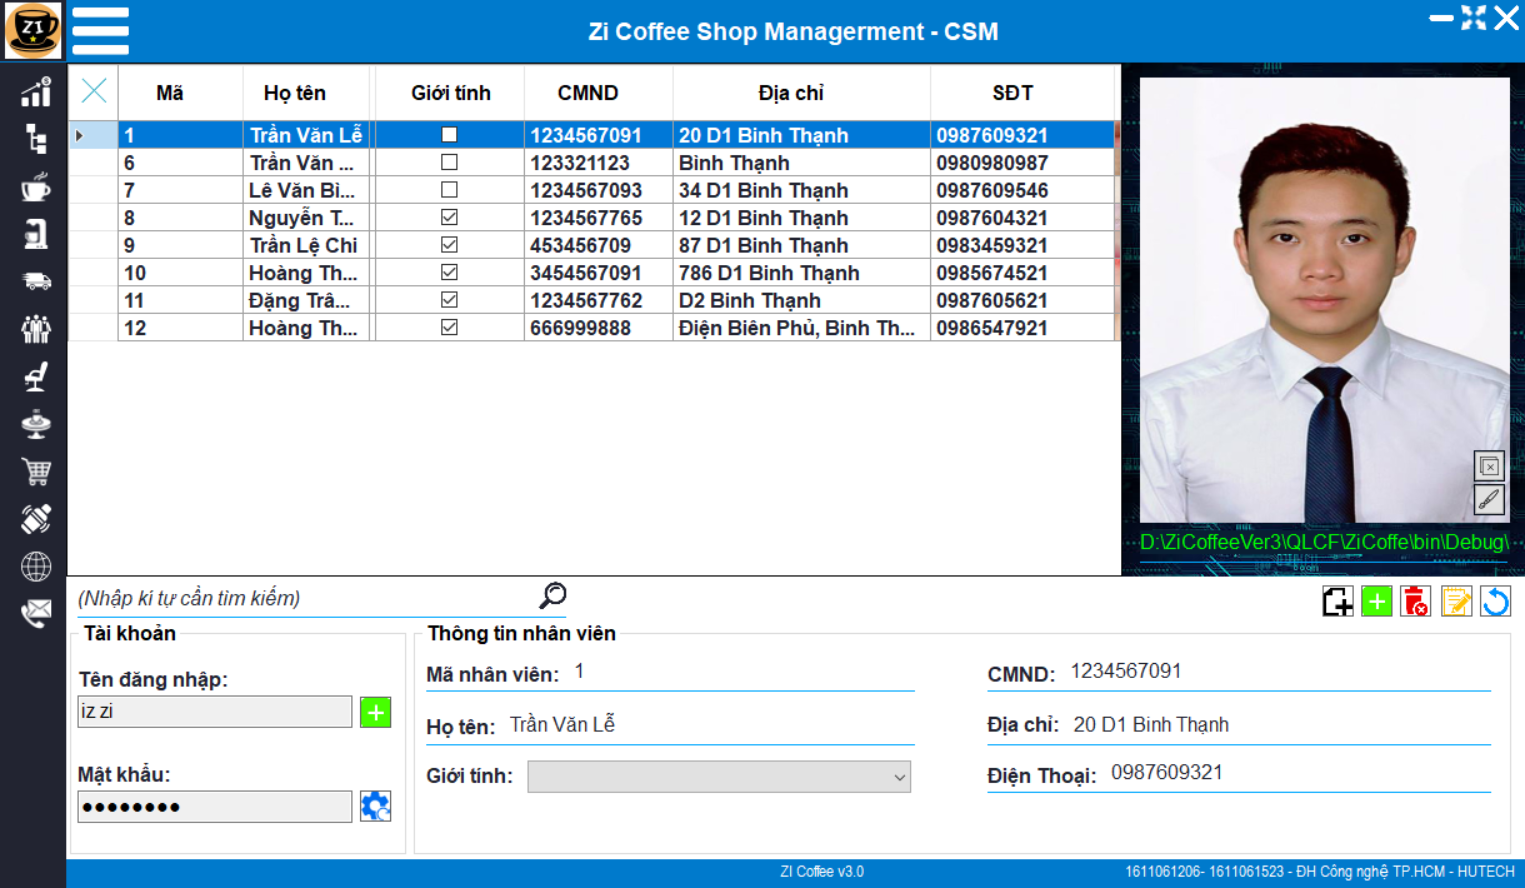 ZI
Zi Coffee Shop Managerment - CSM
Mã Họ tên Giới tính CMND Địa chỉ SĐT
1 Trần Văn Lễ 1234567091 20 D1 Bình Thạnh 0987609321
6 Trần Văn ... 123321123 Bình Thạnh 0980980987
7 Lê Văn Bì... 1234567093 34 D1 Bình Thạnh 0987609546
8 Nguyễn T... 1234567765 12 D1 Bình Thạnh 0987604321
9 Trần Lệ Chi 453456709 87 D1 Bình Thạnh 0983459321
10 Hoàng Th... 3454567091 786 D1 Bình Thạnh 0985674521
11 Đặng Trâ... 1234567762 D2 Bình Thạnh 0987605621
12 Hoàng Th... 666999888 Điện Biên Phủ, Bình Th... 0986547921
D:\ZiCoffeeVer3\QLCF\ZiCoffe\bin\Debug\
(Nhập kí tự cần tìm kiếm)
Tài khoản
Tên đăng nhập:
iz zi
Mật khẩu:
●●●●●●●●
Thông tin nhân viên
Mã nhân viên: 1
CMND: 1234567091
Họ tên: Trần Văn Lễ
Địa chỉ: 20 D1 Bình Thạnh
Giới tính:
Điện Thoại: 0987609321
ZI Coffee v3.0
1611061206- 1611061523 - ĐH Công nghệ TP.HCM - HUTECH